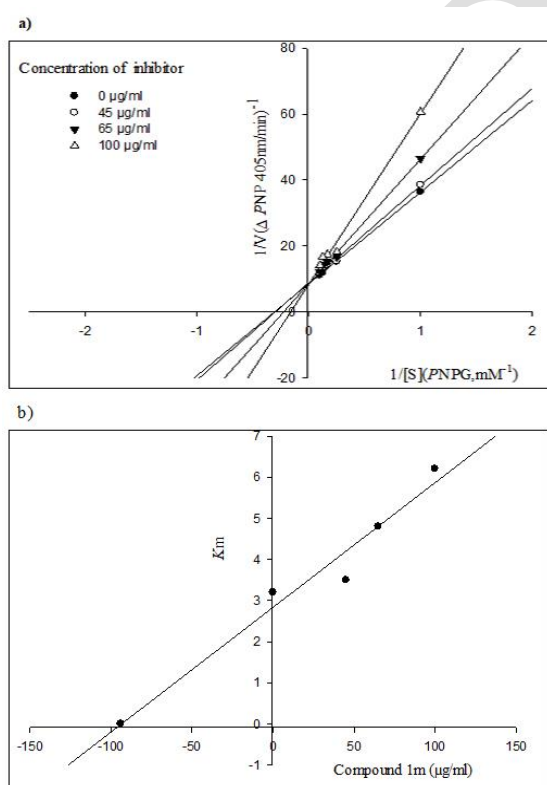 a)
80
Concentration of inhibitor
0 µg/ml
45 µg/ml
65 µg/ml
100 µg/ml
1/V(Δ PNP 405nm/min)-1
60
40
20
-2
-1
0
1
2
-20
1/[S](PNPG,mM-1)
b)
7
6
5
4
3
2
1
0
-1
Km
-150
-100
-50
0
50
100
150
Compound 1m (µg/ml)